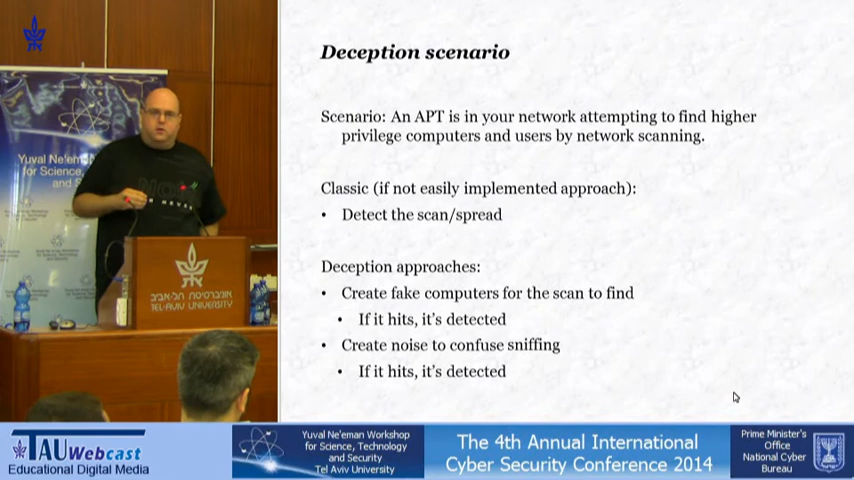 Deception scenario
Scenario: An APT is in your network attempting to find higher
privilege computers and users by network scanning.
Classic (if not easily implemented approach):
• Detect the scan/spread
Deception approaches:
• Create fake computers for the scan to find
• If it hits, it's detected
• Create noise to confuse sniffing
• If it hits, it's detected
Yuval Ne'em
for Science,
and S
אוניברסיטת תל-אביב
TEL-AVIV UNIVERSITY
TAU Webcast
Educational Digital Media
Yuval Ne'eman Workshop
for Science, Technology
and Security
Tel Aviv University
The 4th Annual International
Cyber Security Conference 2014
Prime Minister's
Office
National Cyber
Bureau